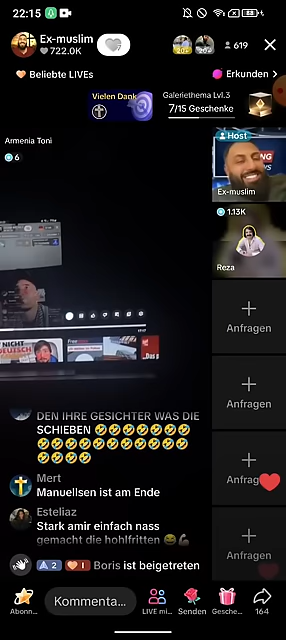 22:15
Ex-muslim
722.0K
619
Beliebte LIVEs
Erkunden >
Vielen Dank
Galeriethema Lvl.3
7/15 Geschenke
Armenia Toni
6
Host
Ex-muslim
1.13K
Reza
Anfragen
Anfragen
NICHT
DEUTSCH
DEN IHRE GESICHTER WAS DIE
SCHIEBEN 🤣🤣🤣🤣🤣🤣🤣
🤣🤣🤣🤣🤣🤣🤣🤣🤣🤣🤣
🤣🤣🤣🤣
Mert
Manuellsen ist am Ende
Anfrag
Esteliaz
Stark amir einfach nass
gemacht die hohlfritten 😂💪
Anfragen
A 2
1
Boris ist beigetreten
Abonn...
Kommenta...
LIVE mi...
Senden
Gesche...
164